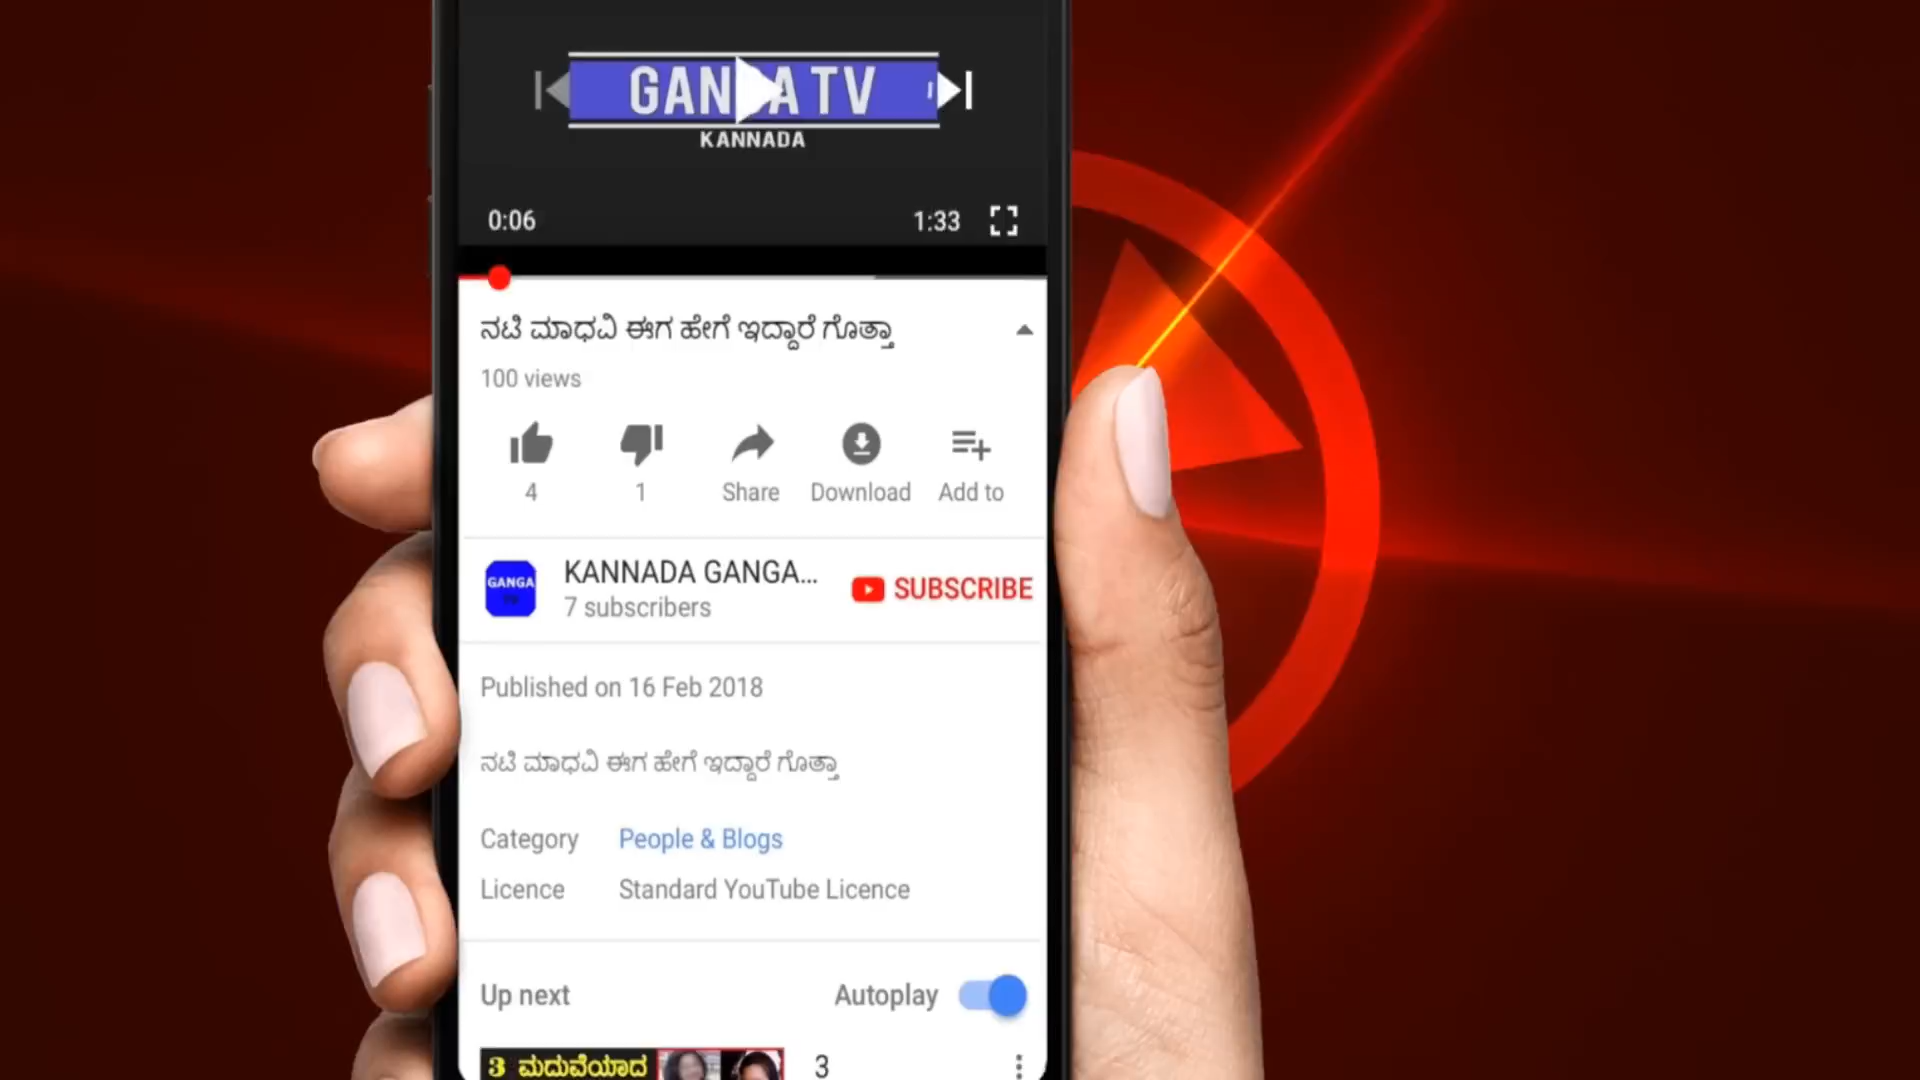 GANGA TV
KANNADA
0:06 1:33
ನಟಿ ಮಾಧವಿ ಈಗ ಹೇಗೆ ಇದ್ದಾರೆ ಗೊತ್ತಾ
100 views
4 1 Share Download Add to
GANGA
TV
KANNADA GANGA...
SUBSCRIBE
7 subscribers
Published on 16 Feb 2018
ನಟಿ ಮಾಧವಿ ಈಗ ಹೇಗೆ ಇದ್ದಾರೆ ಗೊತ್ತಾ
Category People & Blogs
Licence Standard YouTube Licence
Up next Autoplay
3 ಮದುವೆಯಾದ 3